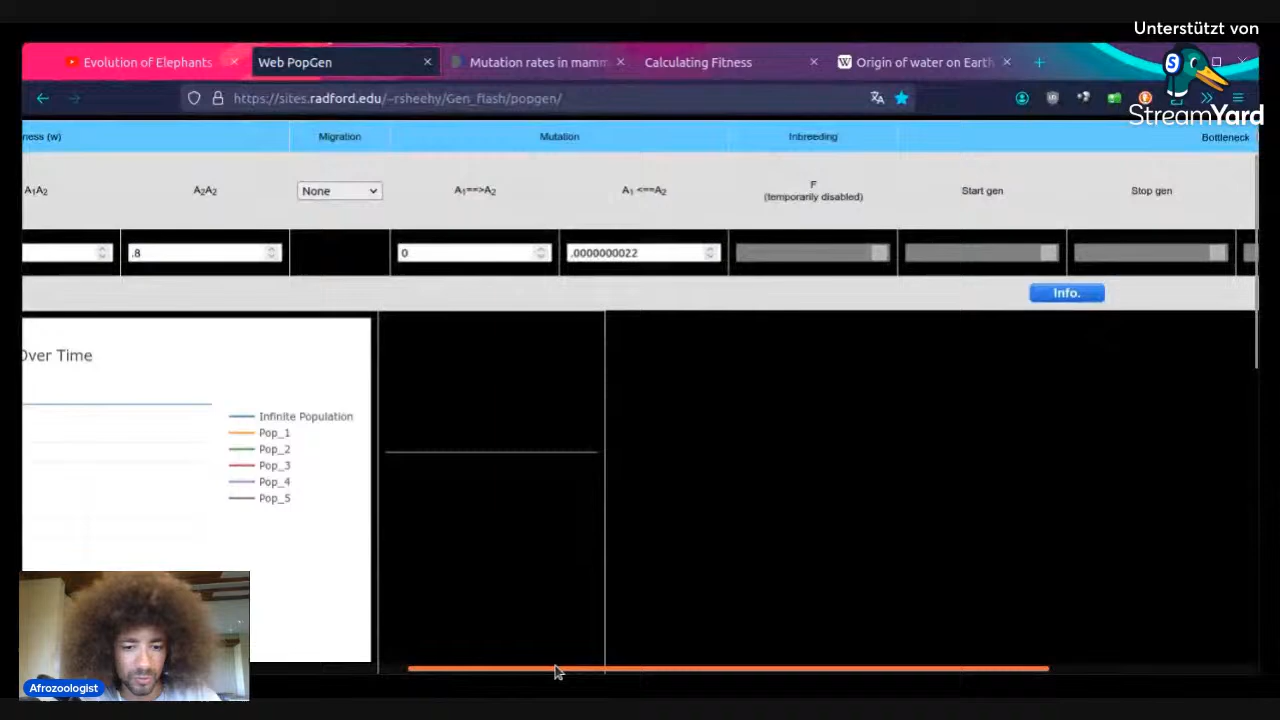 Unterstützt von
StreamYard
Evolution of Elephants
Web PopGen
Mutation rates in mamm
Calculating Fitness
Origin of water on Earth
https://sites.radford.edu/~rsheehy/Gen_flash/popgen/
ness (w)
Migration
Mutation
Inbreeding
Bottleneck
A₁A₂
A₂A₂
None
A₁==>A₂
A₁ <==A₂
F
(temporarily disabled)
Start gen
Stop gen
.8
0
.0000000022
Info.
Over Time
Infinite Population
Pop_1
Pop_2
Pop_3
Pop_4
Pop_5
Afrozoologist